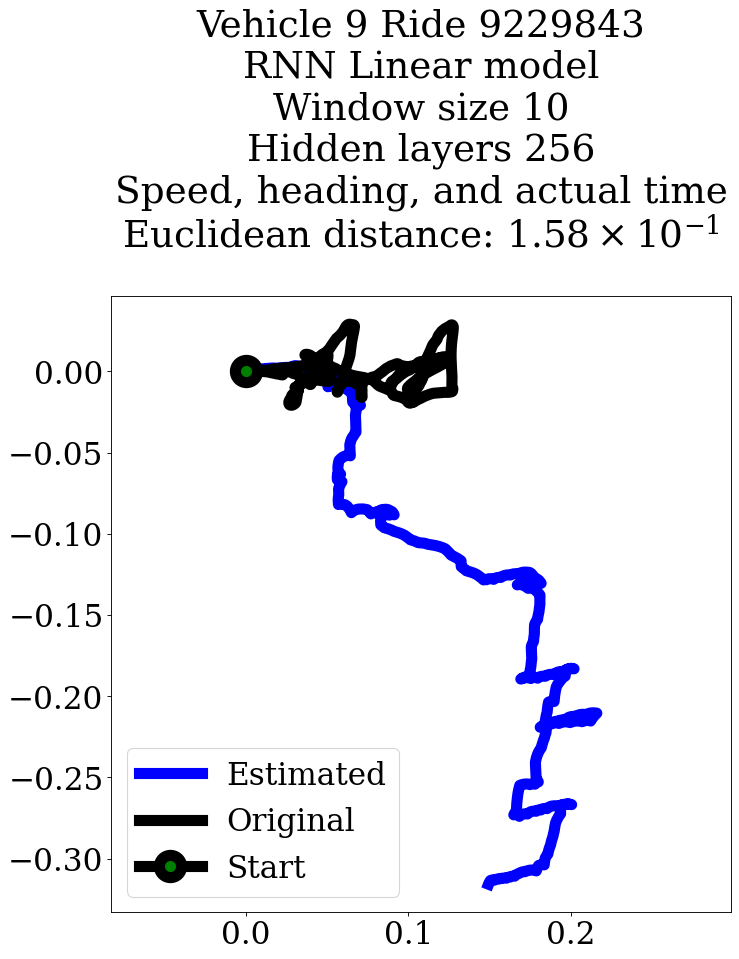 Vehicle 9 Ride 9229843
RNN Linear model
Window size 10
Hidden layers 256
Speed, heading, and actual time
Euclidean distance: 1.58 × 10⁻¹
0.00
−0.05
−0.10
−0.15
−0.20
−0.25
−0.30
Estimated
Original
Start
0.0 0.1 0.2